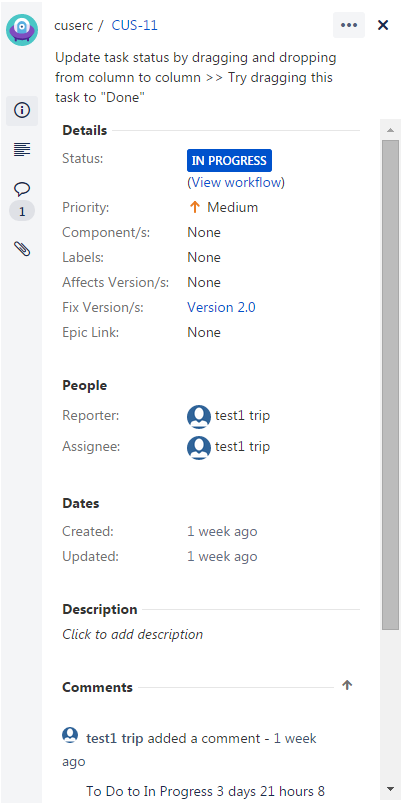 cuserc / CUS-11
Update task status by dragging and dropping
from column to column >> Try dragging this
task to "Done"
Details
Status: IN PROGRESS
(View workflow)
Priority: Medium
Component/s: None
Labels: None
Affects Version/s: None
Fix Version/s: Version 2.0
Epic Link: None
1
People
Reporter: test1 trip
Assignee: test1 trip
Dates
Created: 1 week ago
Updated: 1 week ago
Description
Click to add description
Comments
test1 trip added a comment - 1 week
ago
To Do to In Progress 3 days 21 hours 8